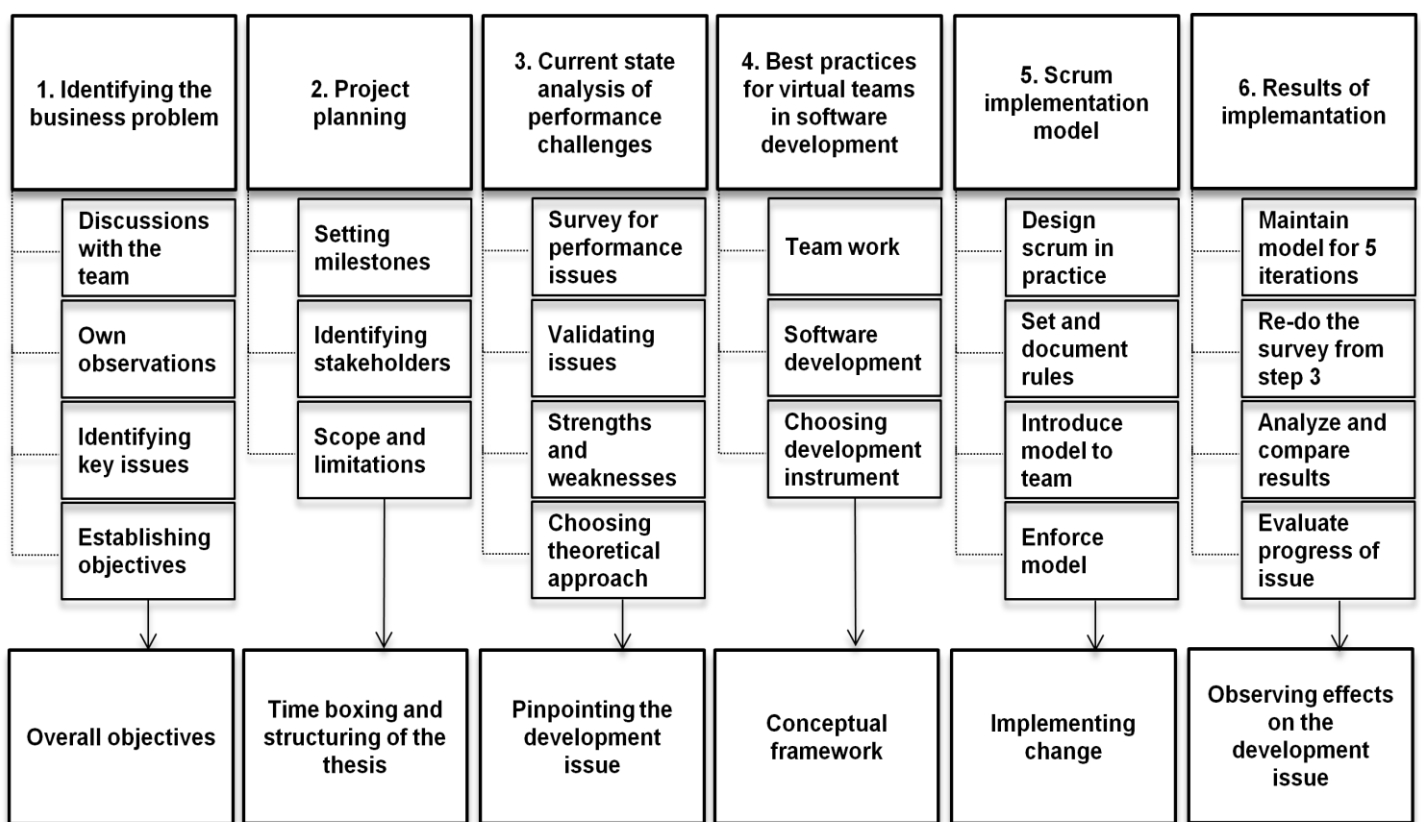 1. Identifying the
business problem
2. Project
planning
3. Current state
analysis of
performance
challenges
4. Best practices
for virtual teams
in software
development
5. Scrum
implementation
model
6. Results of
implemantation
Discussions
with the
team
Own
observations
Identifying
key issues
Establishing
objectives
Setting
milestones
Identifying
stakeholders
Scope and
limitations
Survey for
performance
issues
Validating
issues
Strengths
and
weaknesses
Choosing
theoretical
approach
Team work
Software
development
Choosing
development
instrument
Design
scrum in
practice
Set and
document
rules
Introduce
model to
team
Enforce
model
Maintain
model for 5
iterations
Re-do the
survey from
step 3
Analyze and
compare
results
Evaluate
progress of
issue
Overall objectives
Time boxing and
structuring of the
thesis
Pinpointing the
development
issue
Conceptual
framework
Implementing
change
Observing effects
on the
development
issue